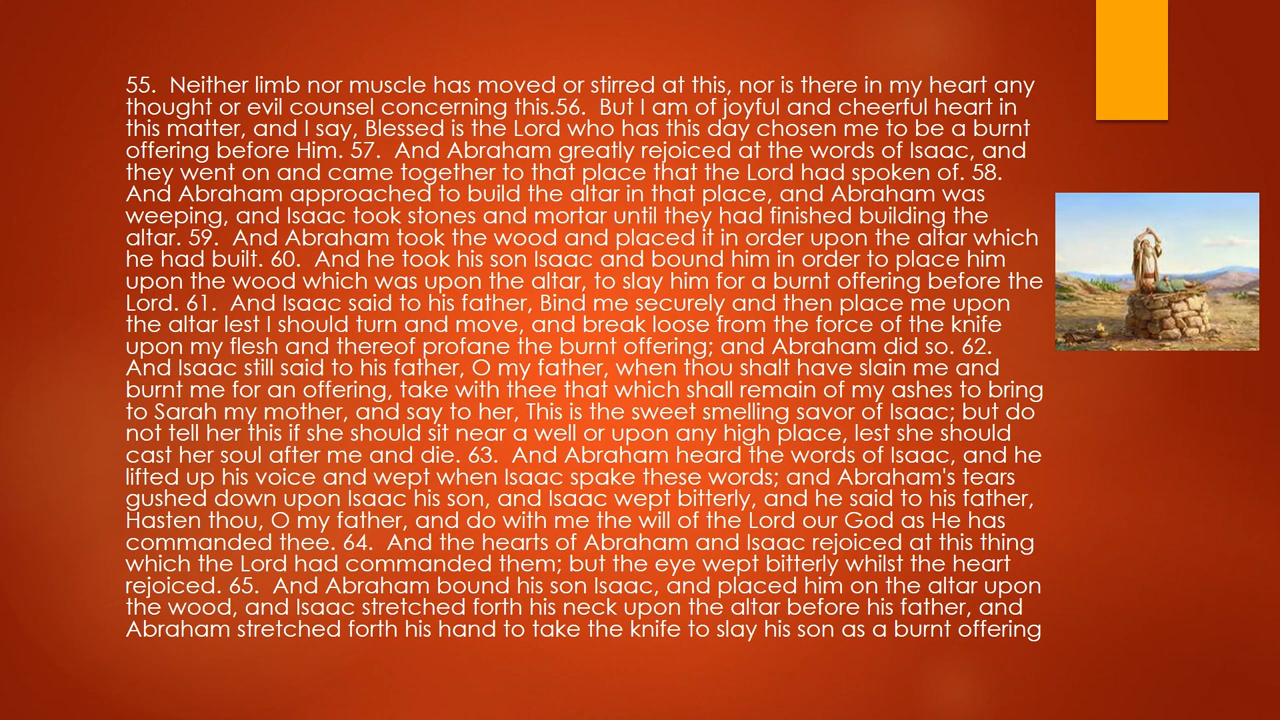 55.  Neither limb nor muscle has moved or stirred at this, nor is there in my heart any
thought or evil counsel concerning this.56.  But I am of joyful and cheerful heart in
this matter, and I say, Blessed is the Lord who has this day chosen me to be a burnt
offering before Him. 57.  And Abraham greatly rejoiced at the words of Isaac, and
they went on and came together to that place that the Lord had spoken of. 58.
And Abraham approached to build the altar in that place, and Abraham was
weeping, and Isaac took stones and mortar until they had finished building the
altar. 59.  And Abraham took the wood and placed it in order upon the altar which
he had built. 60.  And he took his son Isaac and bound him in order to place him
upon the wood which was upon the altar, to slay him for a burnt offering before the
Lord. 61.  And Isaac said to his father, Bind me securely and then place me upon
the altar lest I should turn and move, and break loose from the force of the knife
upon my flesh and thereof profane the burnt offering; and Abraham did so. 62.
And Isaac still said to his father, O my father, when thou shalt have slain me and
burnt me for an offering, take with thee that which shall remain of my ashes to bring
to Sarah my mother, and say to her, This is the sweet smelling savor of Isaac; but do
not tell her this if she should sit near a well or upon any high place, lest she should
cast her soul after me and die. 63.  And Abraham heard the words of Isaac, and he
lifted up his voice and wept when Isaac spake these words; and Abraham's tears
gushed down upon Isaac his son, and Isaac wept bitterly, and he said to his father,
Hasten thou, O my father, and do with me the will of the Lord our God as He has
commanded thee. 64.  And the hearts of Abraham and Isaac rejoiced at this thing
which the Lord had commanded them; but the eye wept bitterly whilst the heart
rejoiced. 65.  And Abraham bound his son Isaac, and placed him on the altar upon
the wood, and Isaac stretched forth his neck upon the altar before his father, and
Abraham stretched forth his hand to take the knife to slay his son as a burnt offering